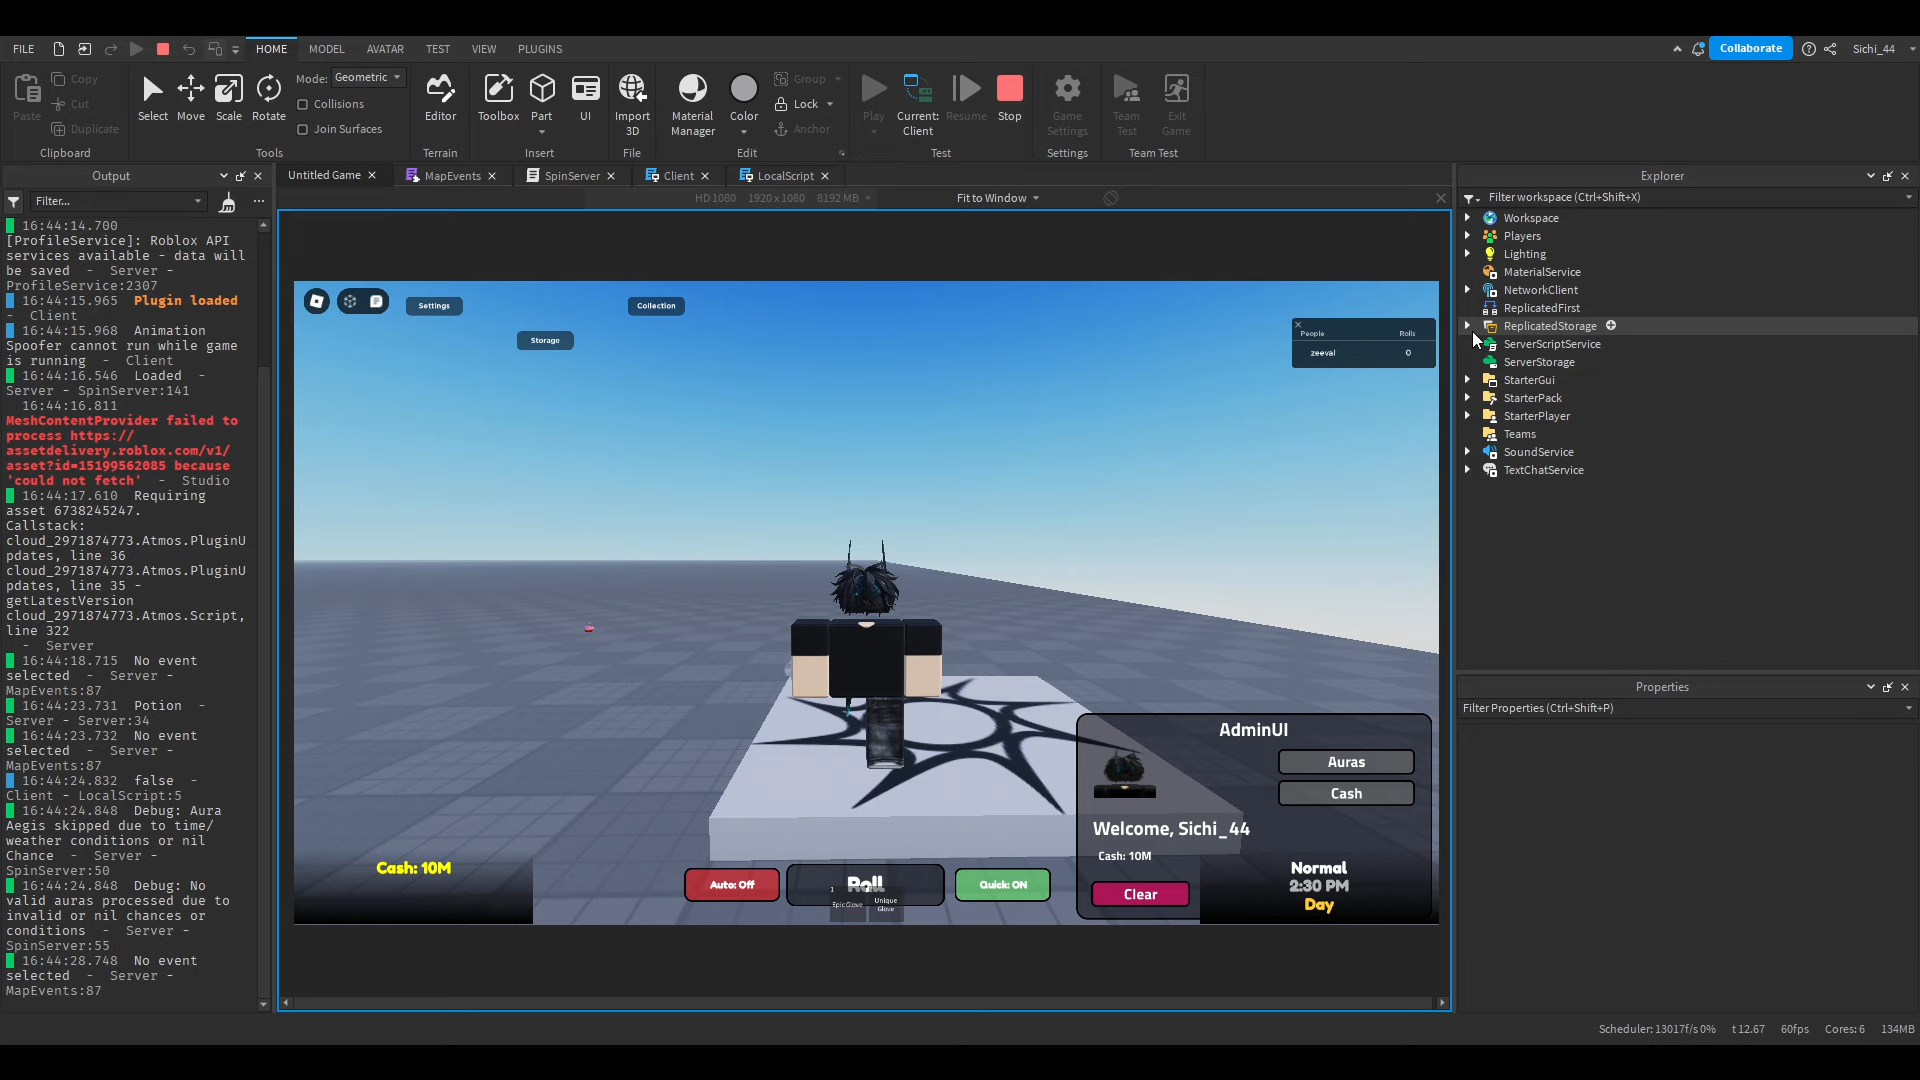 FILE
HOME
MODEL
AVATAR
TEST
VIEW
PLUGINS
Collaborate
Sichi_44
Paste
Copy
Cut
Duplicate
Clipboard
Select
Move
Scale
Rotate
Mode: Geometric
Collisions
Join Surfaces
Tools
Editor
Terrain
Toolbox
Part
UI
Insert
Import
3D
File
Material
Manager
Color
Group
Lock
Anchor
Edit
Play
Current:
Client
Resume
Stop
Test
Game
Settings
Settings
Team
Test
Exit
Game
Team Test
Output
Filter...
16:44:14.700
[ProfileService]: Roblox API
services available - data will
be saved - Server -
ProfileService:2307
16:44:15.965 Plugin loaded
- Client
16:44:15.968 Animation
Spoofer cannot run while game
is running - Client
16:44:16.546 Loaded -
Server - SpinServer:141
16:44:16.811
MeshContentProvider failed to
process https://
assetdelivery.roblox.com/v1/
asset?id=15199562085 because
'could not fetch' - Studio
16:44:17.610 Requiring
asset 6738245247.
Callstack:
cloud_2971874773.Atmos.PluginU
pdates, line 36
cloud_2971874773.Atmos.PluginU
pdates, line 35 -
getLatestVersion
cloud_2971874773.Atmos.Script,
line 322
- Server
16:44:18.715 No event
selected - Server -
MapEvents:87
16:44:23.731 Potion -
Server - Server:34
16:44:23.732 No event
selected - Server -
MapEvents:87
16:44:24.832 false -
Client - LocalScript:5
16:44:24.848 Debug: Aura
Aegis skipped due to time/
weather conditions or nil
Chance - Server -
SpinServer:50
16:44:24.848 Debug: No
valid auras processed due to
invalid or nil chances or
conditions - Server -
SpinServer:55
16:44:28.748 No event
selected - Server -
MapEvents:87
Untitled Game
MapEvents
SpinServer
Client
LocalScript
HD 1080 1920 x 1080 8192 MB
Fit to Window
Settings
Collection
Storage
People
Rolls
zeeval
0
Cash: 10M
Auto: Off
Roll
Quick: ON
1
Epic Glove
Unique
Glove
AdminUI
Auras
Cash
Welcome, Sichi_44
Cash: 10M
Clear
Normal
2:30 PM
Day
Explorer
Filter workspace (Ctrl+Shift+X)
Workspace
Players
Lighting
MaterialService
NetworkClient
ReplicatedFirst
ReplicatedStorage
ServerScriptService
ServerStorage
StarterGui
StarterPack
StarterPlayer
Teams
SoundService
TextChatService
Properties
Filter Properties (Ctrl+Shift+P)
Scheduler: 13017f/s 0%
t 12.67
60fps
Cores: 6
134MB